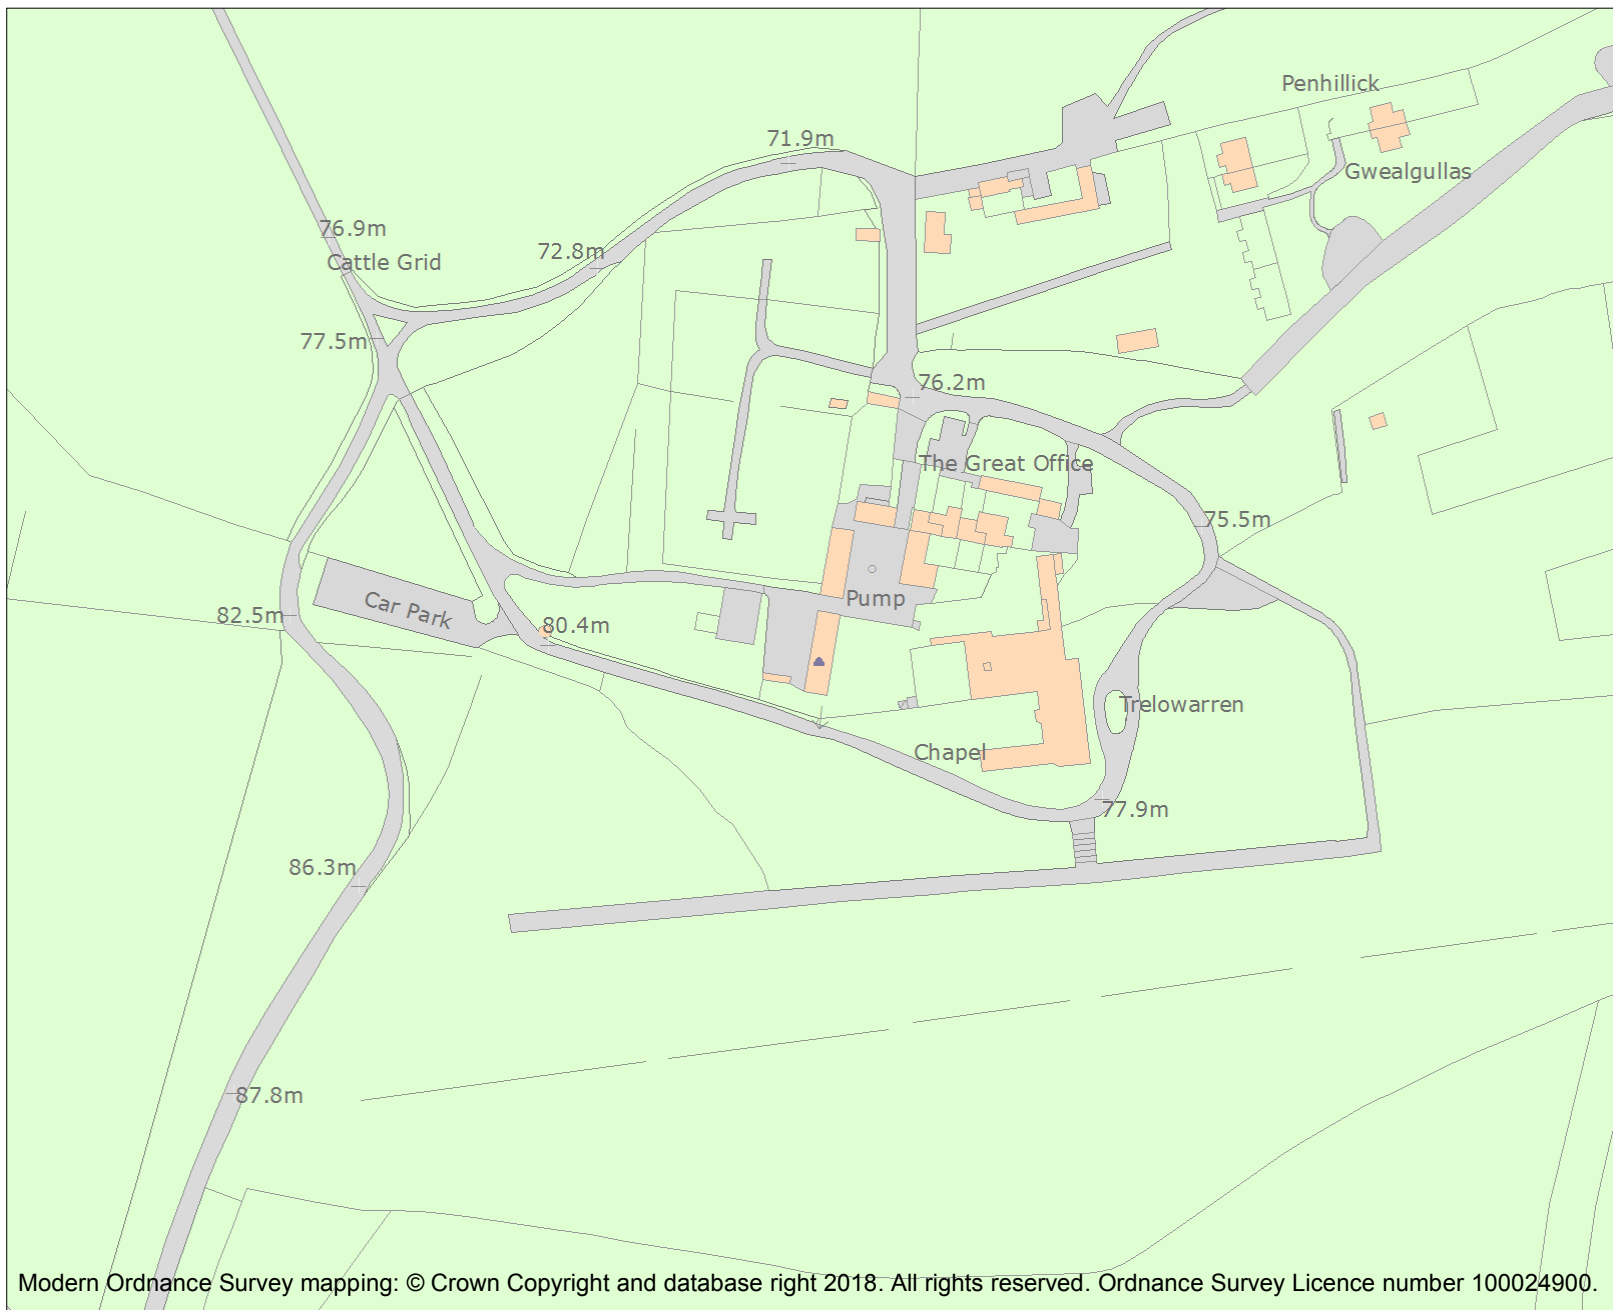 Penhillick
71.9m
Gwealgullas
76.9m
72.8m
Cattle Grid
77.5m
76.2m
The Great Office
75.5m
Car Park
Pump
82.5m
80.4m
Trelowarren
Chapel
77.9m
86.3m
87.8m
Modern Ordnance Survey mapping: © Crown Copyright and database right 2018. All rights reserved. Ordnance Survey Licence number 100024900.